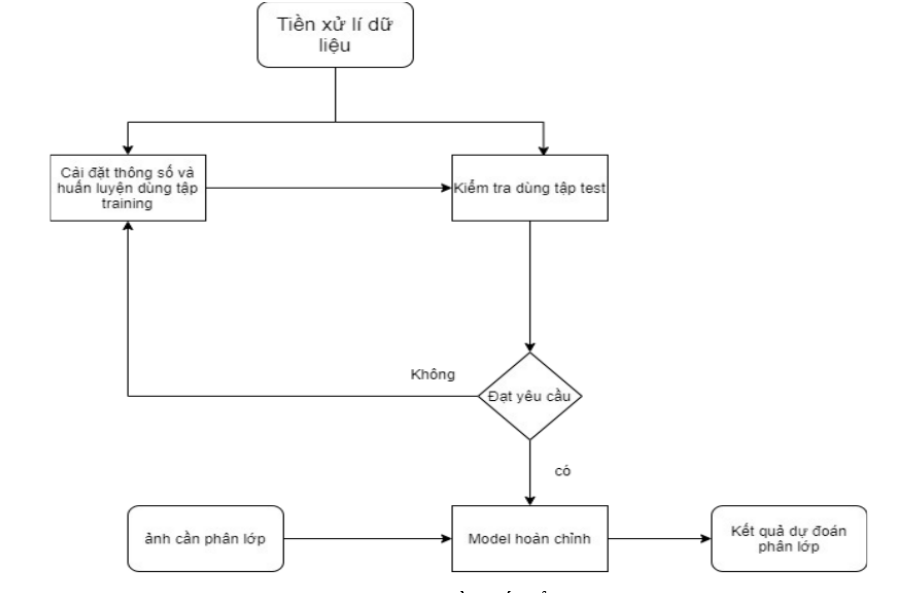 Tiền xử lí dữ
liệu
Cài đặt thông số và
huấn luyện dùng tập
training
Kiểm tra dùng tập test
Không
Đạt yêu cầu
có
ảnh cần phân lớp
Model hoàn chỉnh
Kết quả dự đoán
phân lớp